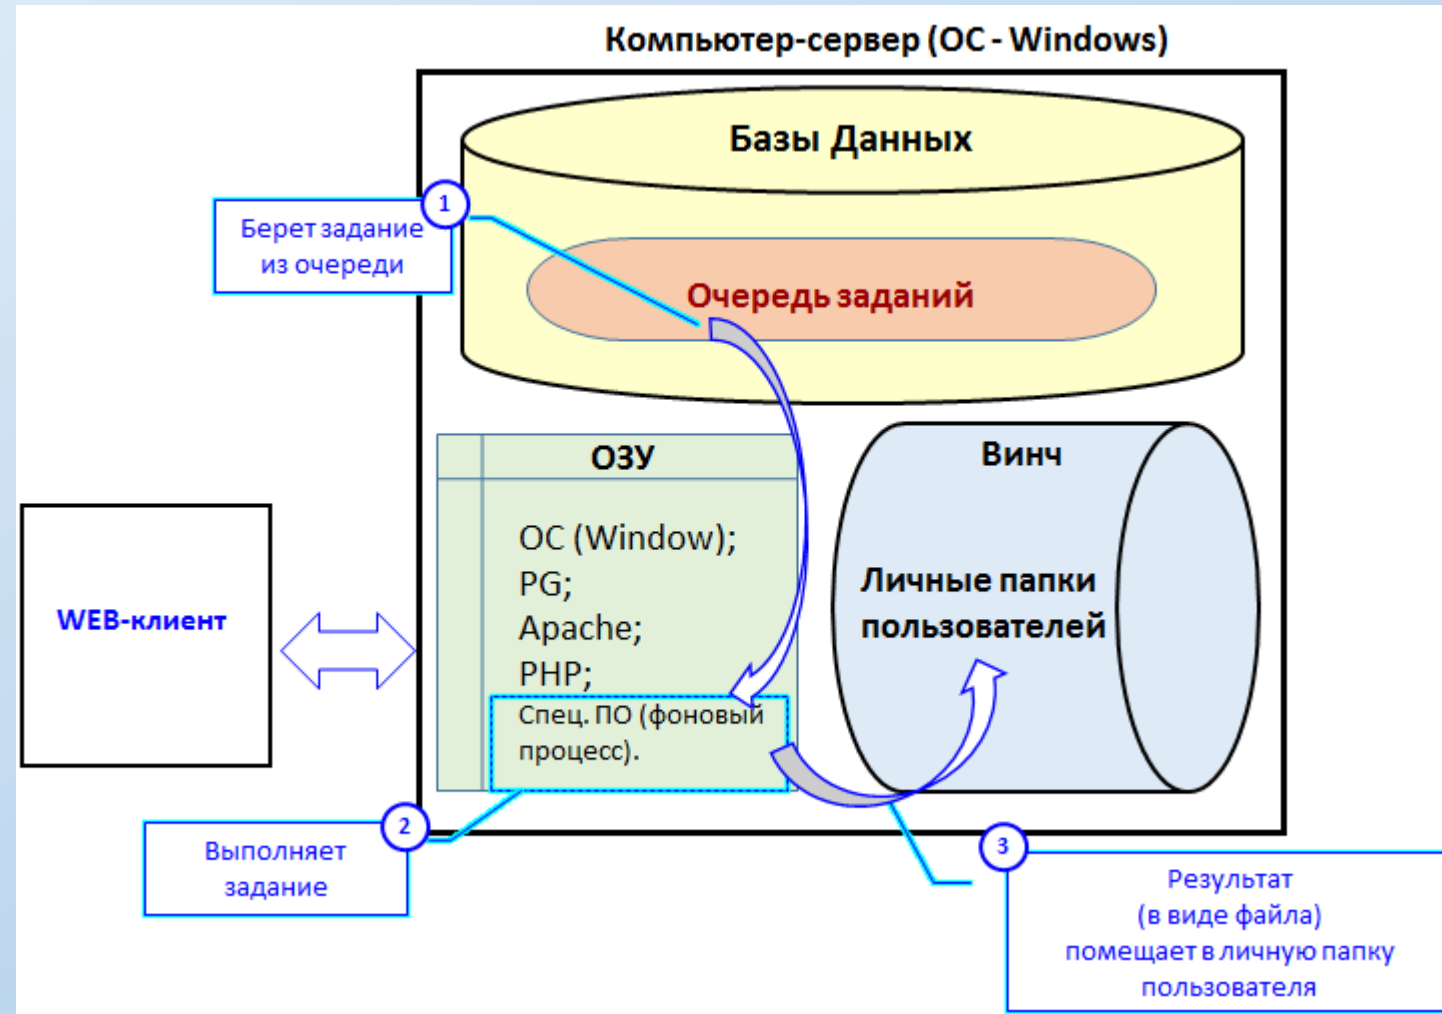 Компьютер-сервер (ОС - Windows)
Базы Данных
1
Берет задание
из очереди
Очередь заданий
ОЗУ
ОС (Window);
PG;
Apache;
PHP;
Спец. ПО (фоновый
процесс).
Винч
Личные папки
пользователей
WEB-клиент
2
Выполняет
задание
3
Результат
(в виде файла)
помещает в личную папку
пользователя